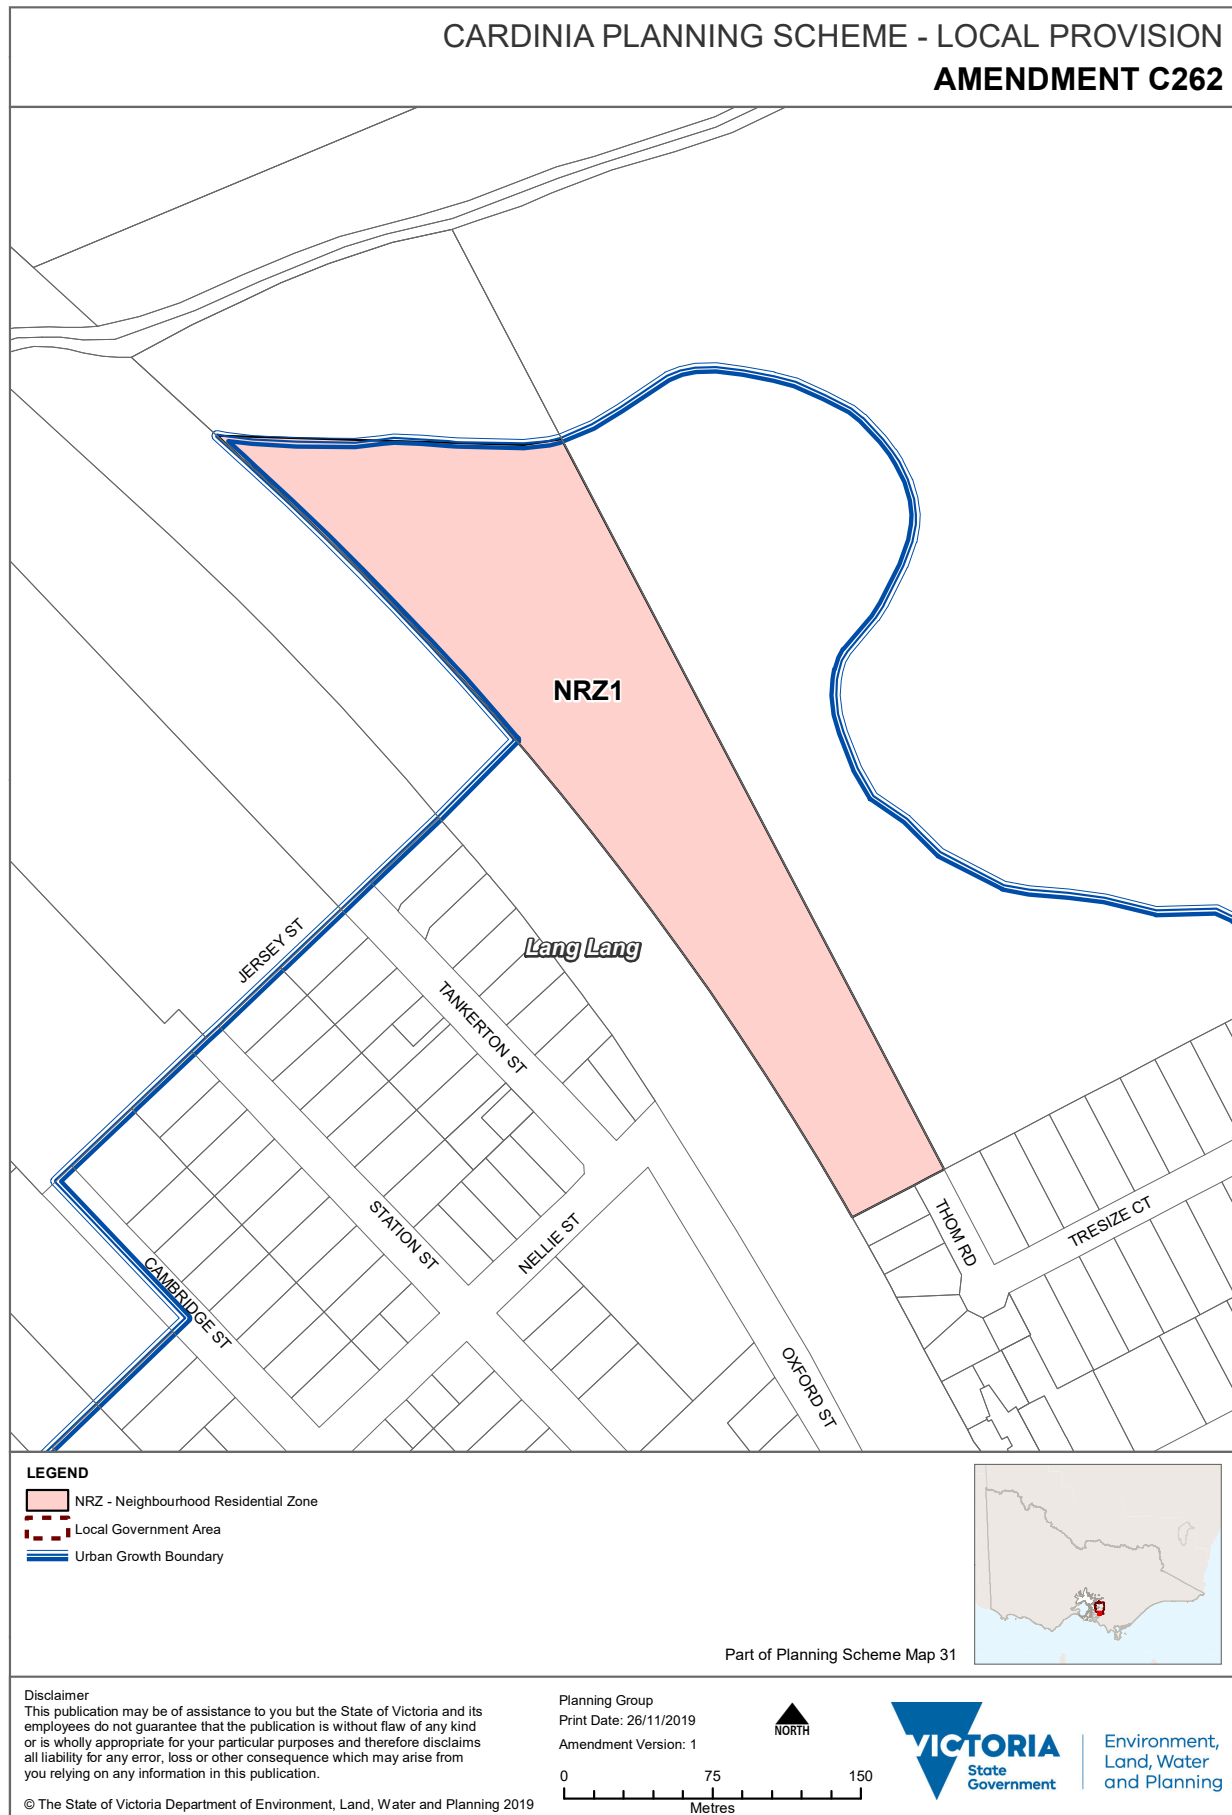 CARDINIA PLANNING SCHEME - LOCAL PROVISION
AMENDMENT C262
NRZ1
Lang Lang
JERSEY ST
TANKERTON ST
STATION ST
NELLIE ST
CAMBRIDGE ST
THOM RD
TRESIZE CT
OXFORD ST
LEGEND
NRZ - Neighbourhood Residential Zone
Local Government Area
Urban Growth Boundary
Part of Planning Scheme Map 31
Disclaimer
This publication may be of assistance to you but the State of Victoria and its
employees do not guarantee that the publication is without flaw of any kind
or is wholly appropriate for your particular purposes and therefore disclaims
all liability for any error, loss or other consequence which may arise from
you relying on any information in this publication.
© The State of Victoria Department of Environment, Land, Water and Planning 2019
Planning Group
Print Date: 26/11/2019
Amendment Version: 1
NORTH
0 75 150
Metres
VICTORIA
State
Government
Environment,
Land, Water
and Planning